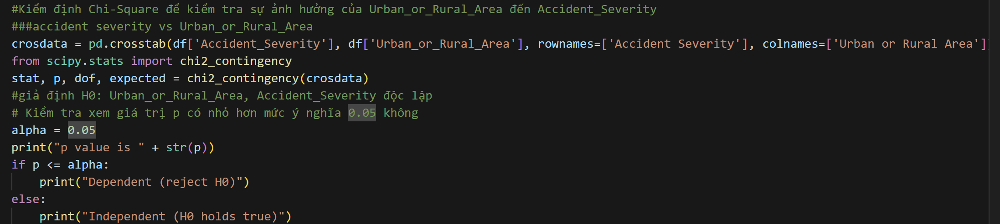 #Kiểm định Chi-Square để kiểm tra sự ảnh hưởng của Urban_or_Rural_Area đến Accident_Severity
###accident severity vs Urban_or_Rural_Area
crosdata = pd.crosstab(df['Accident_Severity'], df['Urban_or_Rural_Area'], rownames=['Accident Severity'], colnames=['Urban or Rural Area']
from scipy.stats import chi2_contingency
stat, p, dof, expected = chi2_contingency(crosdata)
#giả định H0: Urban_or_Rural_Area, Accident_Severity độc lập
# Kiểm tra xem giá trị p có nhỏ hơn mức ý nghĩa 0.05 không
alpha = 0.05
print("p value is " + str(p))
if p <= alpha:
    print("Dependent (reject H0)")
else:
    print("Independent (H0 holds true)")